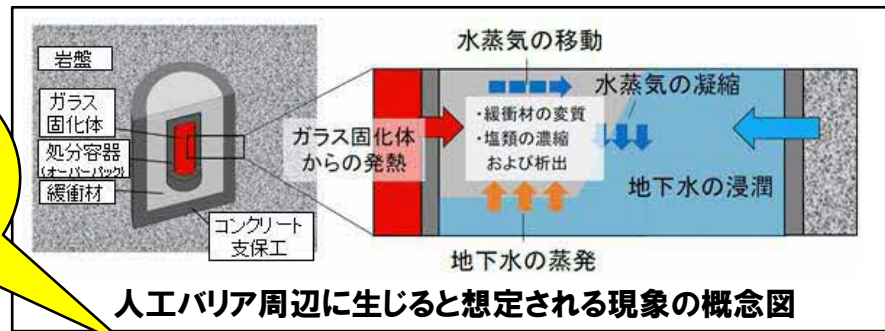 岩盤
ガラス
固化体
処分容器
(オーバーパック)
緩衝材
コンクリート
支保工
水蒸気の移動
水蒸気の凝縮
ガラス固化体
からの発熱
・緩衝材の変質
・塩類の濃縮
および析出
地下水の浸潤
地下水の蒸発
人工バリア周辺に生じると想定される現象の概念図